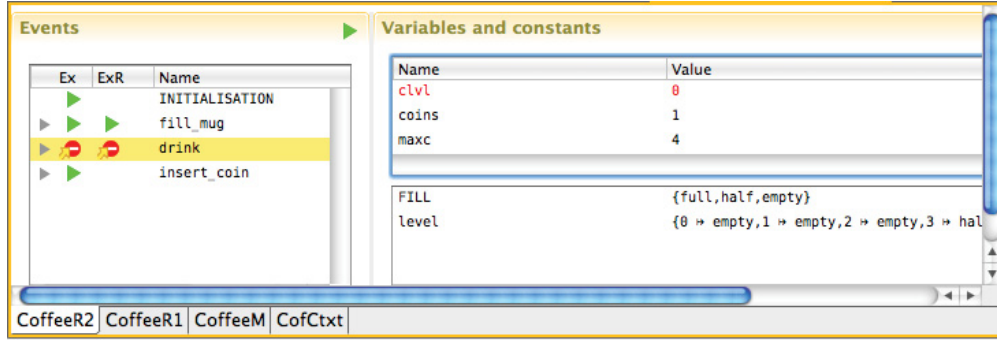 Events
Variables and constants
Ex ExR Name
INITIALISATION
fill_mug
drink
insert_coin
Name Value
clvl 0
coins 1
maxc 4
FILL {full,half,empty}
level {0 ↦ empty,1 ↦ empty,2 ↦ empty,3 ↦ hal
CoffeeR2 CoffeeR1 CoffeeM CofCtxt